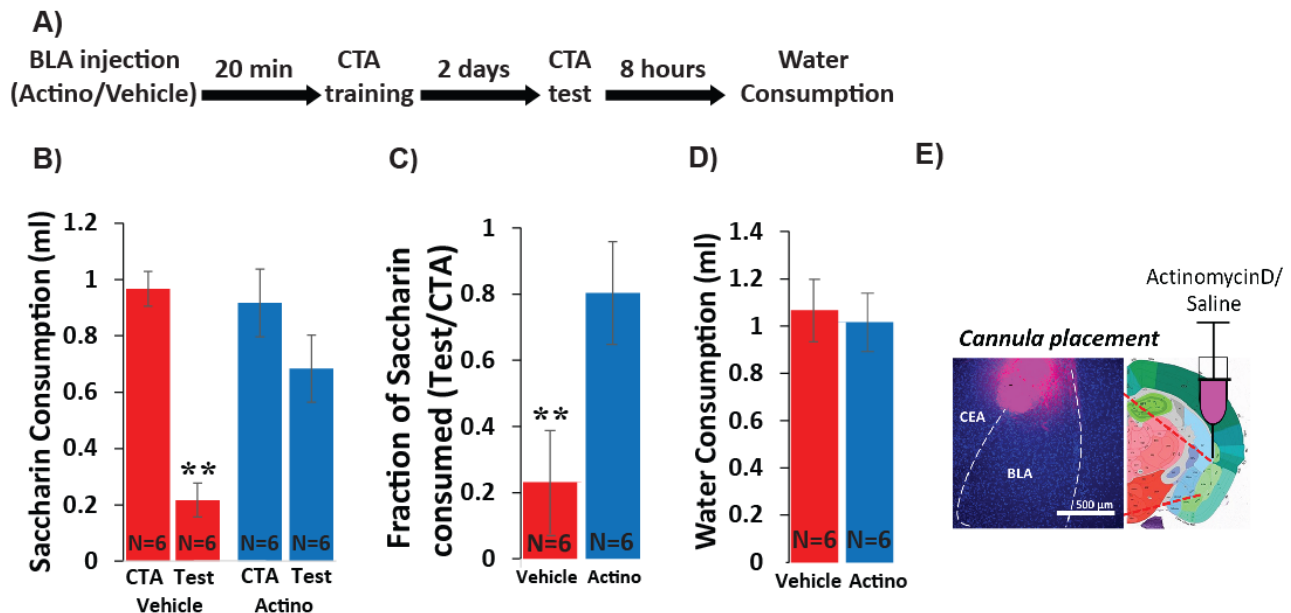 A)
BLA injection
(Actino/Vehicle)
20 min
CTA
training
2 days
CTA
test
8 hours
Water
Consumption
B)
Saccharin Consumption (ml)
1.2
1
0.8
0.6
0.4
0.2
0
**
N=6
N=6
N=6
N=6
CTA Test CTA Test
Vehicle Actino
C)
Fraction of Saccharin
consumed (Test/CTA)
1
0.8
0.6
0.4
0.2
0
**
N=6
N=6
Vehicle Actino
D)
Water Consumption (ml)
1.4
1.2
1
0.8
0.6
0.4
0.2
0
N=6
N=6
Vehicle Actino
E)
ActinomycinD/
Saline
Cannula placement
CEA
BLA
500 µm